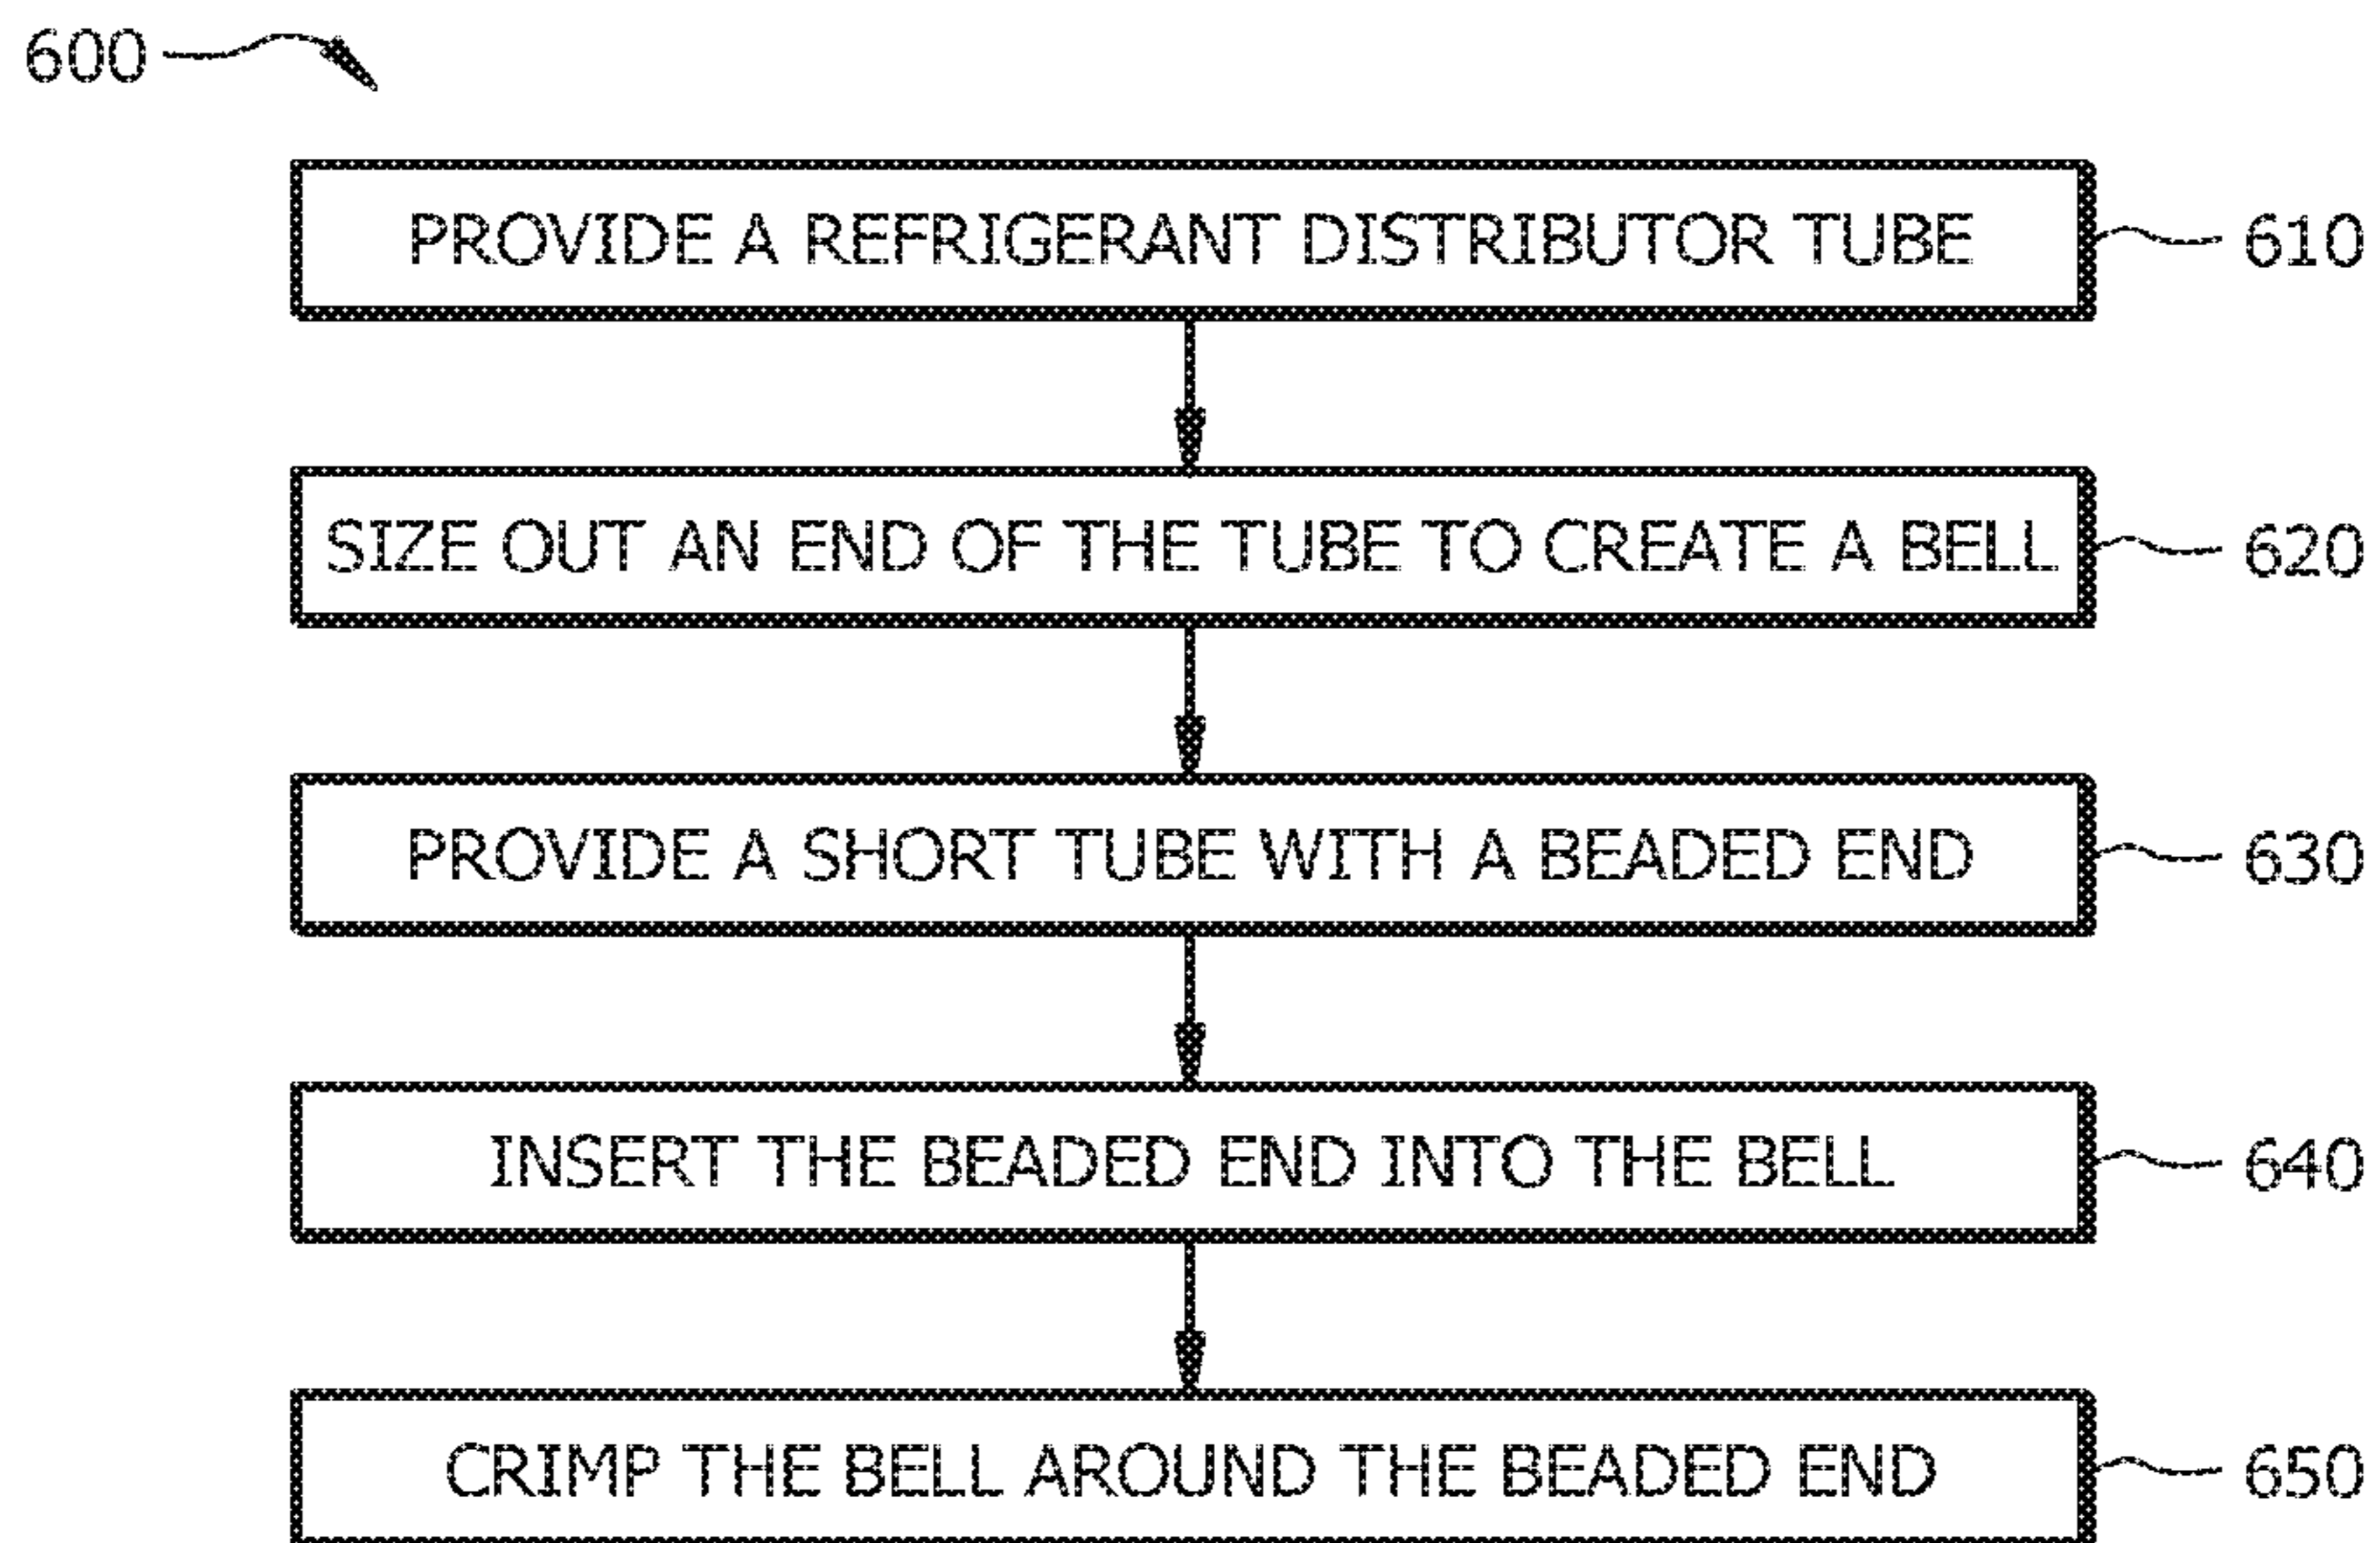 600
PROVIDE A REFRIGERANT DISTRIBUTOR TUBE 610
SIZE OUT AN END OF THE TUBE TO CREATE A BELL 620
PROVIDE A SHORT TUBE WITH A BEADED END 630
INSERT THE BEADED END INTO THE BELL 640
CRIMP THE BELL AROUND THE BEADED END 650